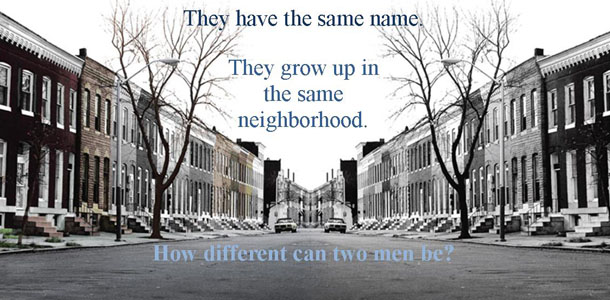 They have the same name.
They grow up in
the same
neighborhood.
How different can two men be?